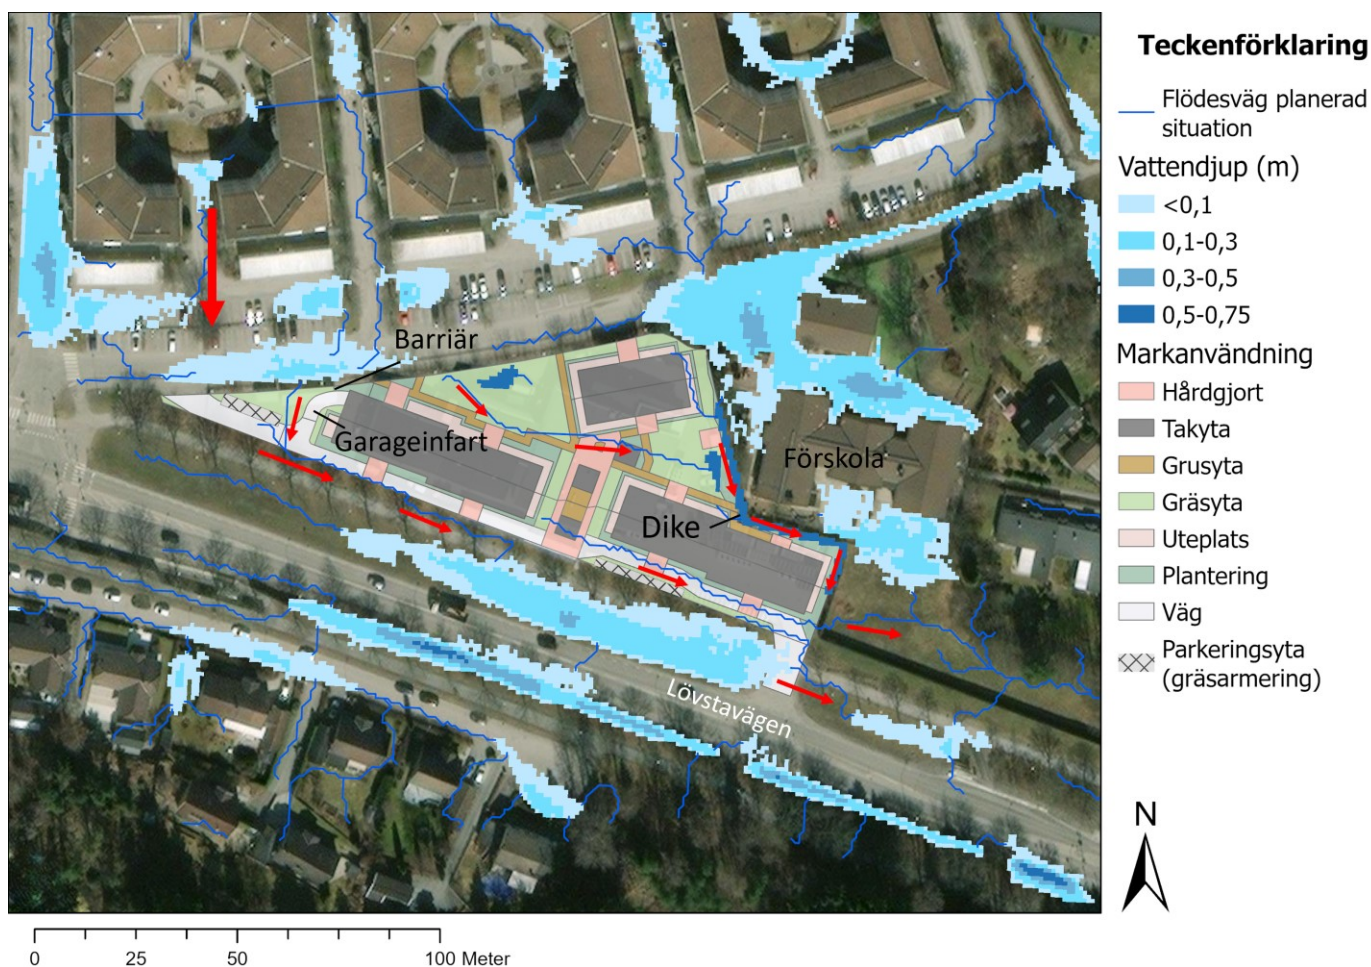 Teckenförklaring
Flödesväg planerad
situation
Vattendjup (m)
<0,1
0,1-0,3
0,3-0,5
0,5-0,75
Markanvändning
Hårdgjort
Takyta
Grusyta
Gräsyta
Uteplats
Plantering
Väg
Parkeringsyta
(gräsarmering)
N
Barriär
Garageinfart
Förskola
Dike
Lövstavägen
0 25 50 100 Meter